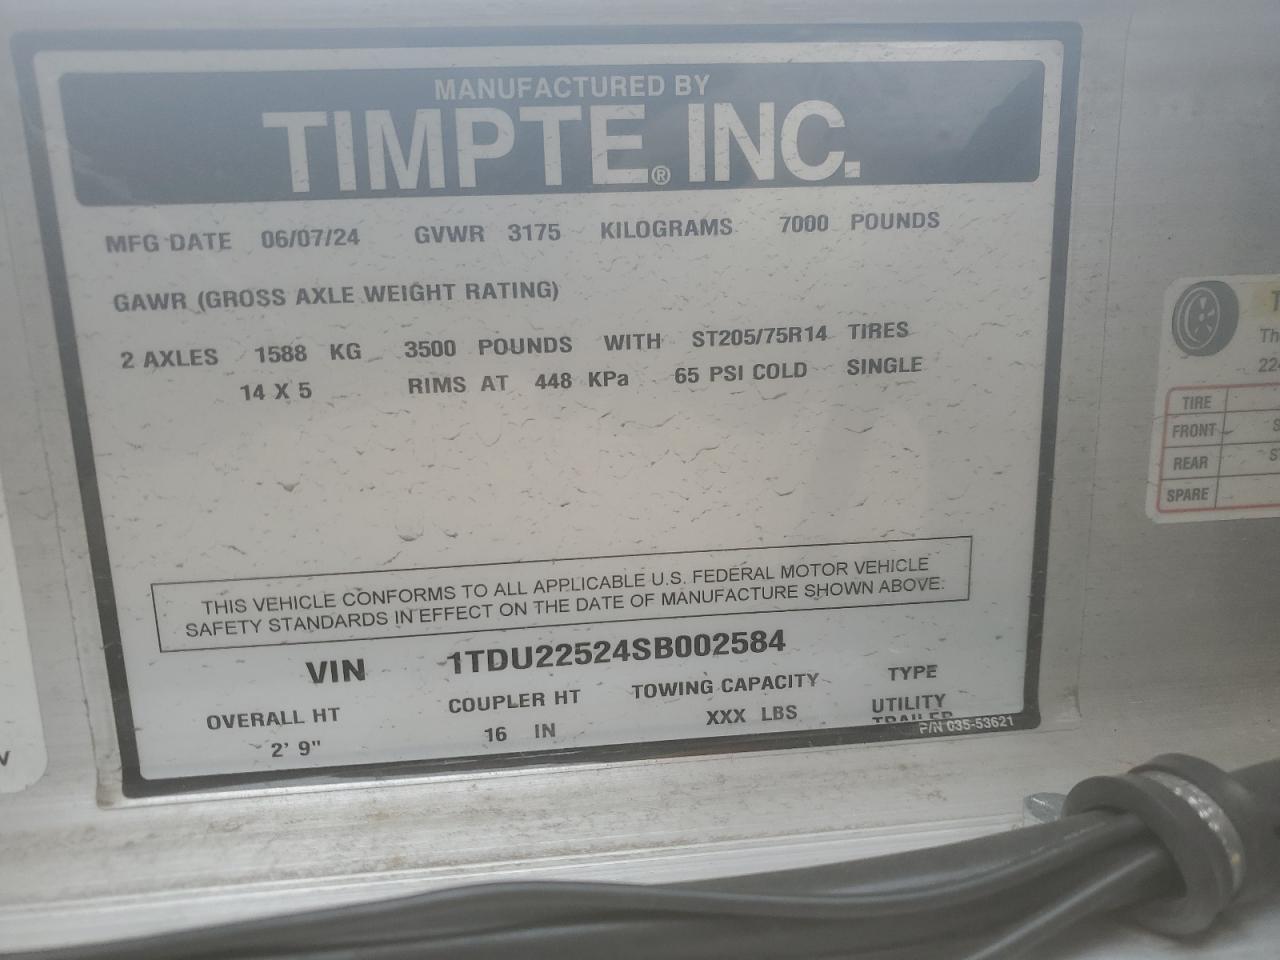 MANUFACTURED BY
TIMPTE® INC.
MFG DATE 06/07/24 GVWR 3175 KILOGRAMS 7000 POUNDS
GAWR (GROSS AXLE WEIGHT RATING)
2 AXLES 1588 KG 3500 POUNDS WITH ST205/75R14 TIRES
14 X 5 RIMS AT 448 KPa 65 PSI COLD SINGLE
THIS VEHICLE CONFORMS TO ALL APPLICABLE U.S. FEDERAL MOTOR VEHICLE
SAFETY STANDARDS IN EFFECT ON THE DATE OF MANUFACTURE SHOWN ABOVE.
VIN 1TDU22524SB002584
OVERALL HT COUPLER HT TOWING CAPACITY TYPE
2' 9" 16 IN XXX LBS UTILITY
TRAILER
P/N 035-53621
TIRE
FRONT
REAR
SPARE